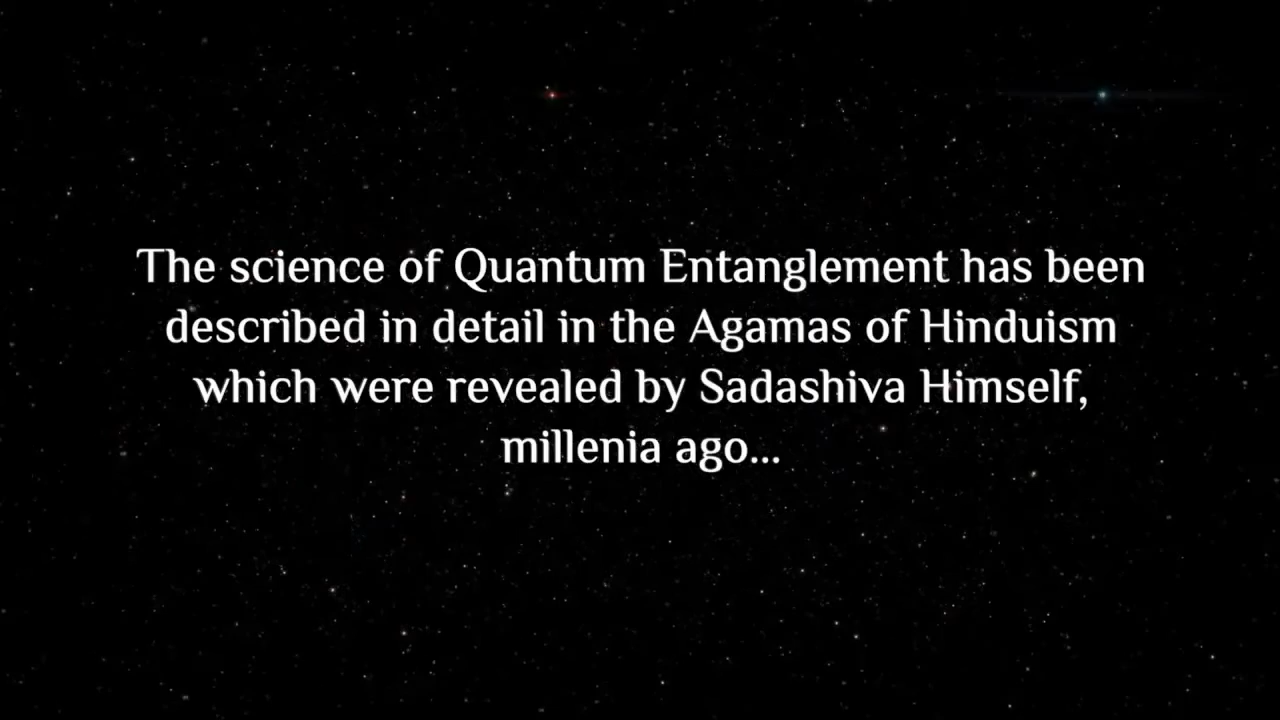 The science of Quantum Entanglement has been
described in detail in the Agamas of Hinduism
which were revealed by Sadashiva Himself,
millenia ago...